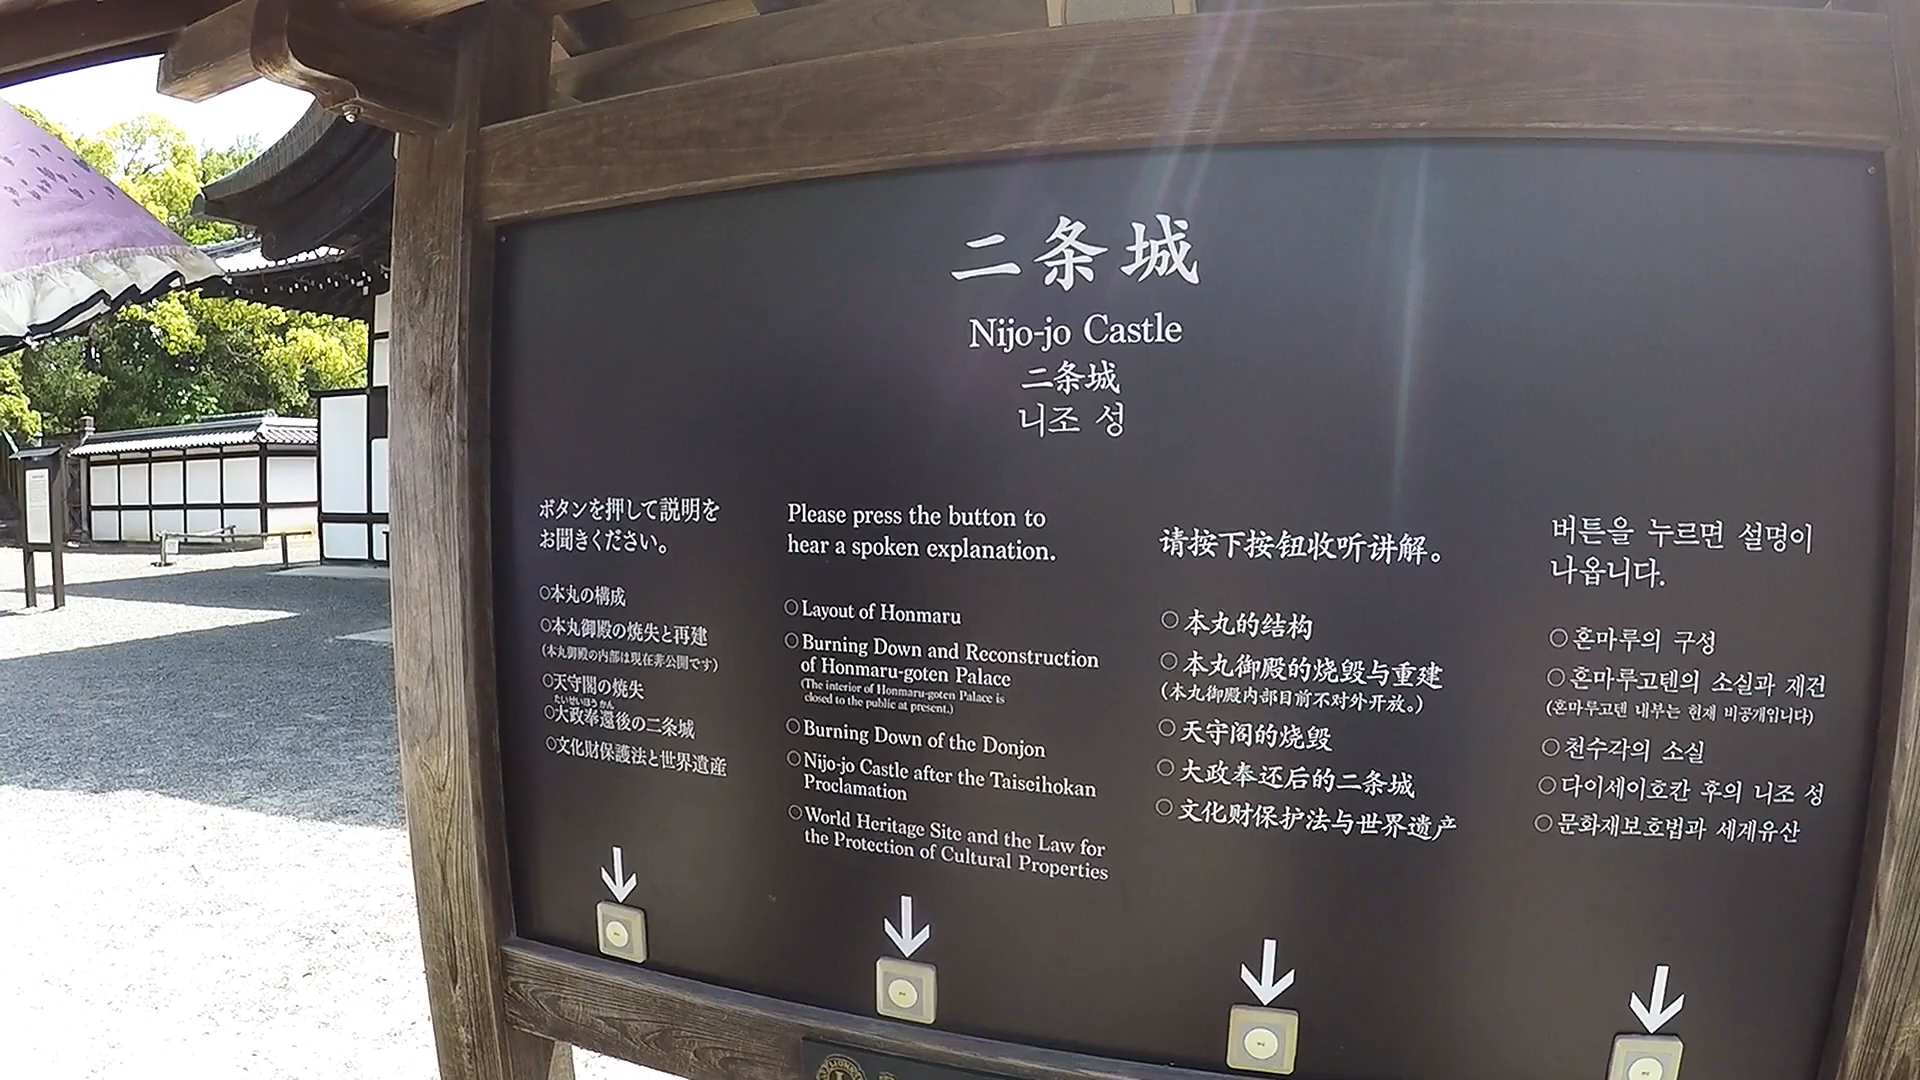 二条城
Nijo-jo Castle
二条城
니조 성
ボタンを押して説明を
お聞きください。
○本丸の構成
○本丸御殿の焼失と再建
（本丸御殿の内部は現在非公開です）
○天守閣の焼失
たいせいほうかん
○大政奉還後の二条城
○文化財保護法と世界遺産
Please press the button to
hear a spoken explanation.
○Layout of Honmaru
○Burning Down and Reconstruction
of Honmaru-goten Palace
(The interior of Honmaru-goten Palace is
closed to the public at present.)
○Burning Down of the Donjon
○Nijo-jo Castle after the Taiseihokan
Proclamation
○World Heritage Site and the Law for
the Protection of Cultural Properties
请按下按钮收听讲解。
○本丸的结构
○本丸御殿的烧毁与重建
（本丸御殿内部目前不对外开放。）
○天守阁的烧毁
○大政奉还后的二条城
○文化财保护法与世界遗产
버튼을 누르면 설명이
나옵니다.
○혼마루의 구성
○혼마루고텐의 소실과 재건
(혼마루고텐 내부는 현재 비공개입니다)
○천수각의 소실
○다이세이호칸 후의 니조 성
○문화재보호법과 세계유산